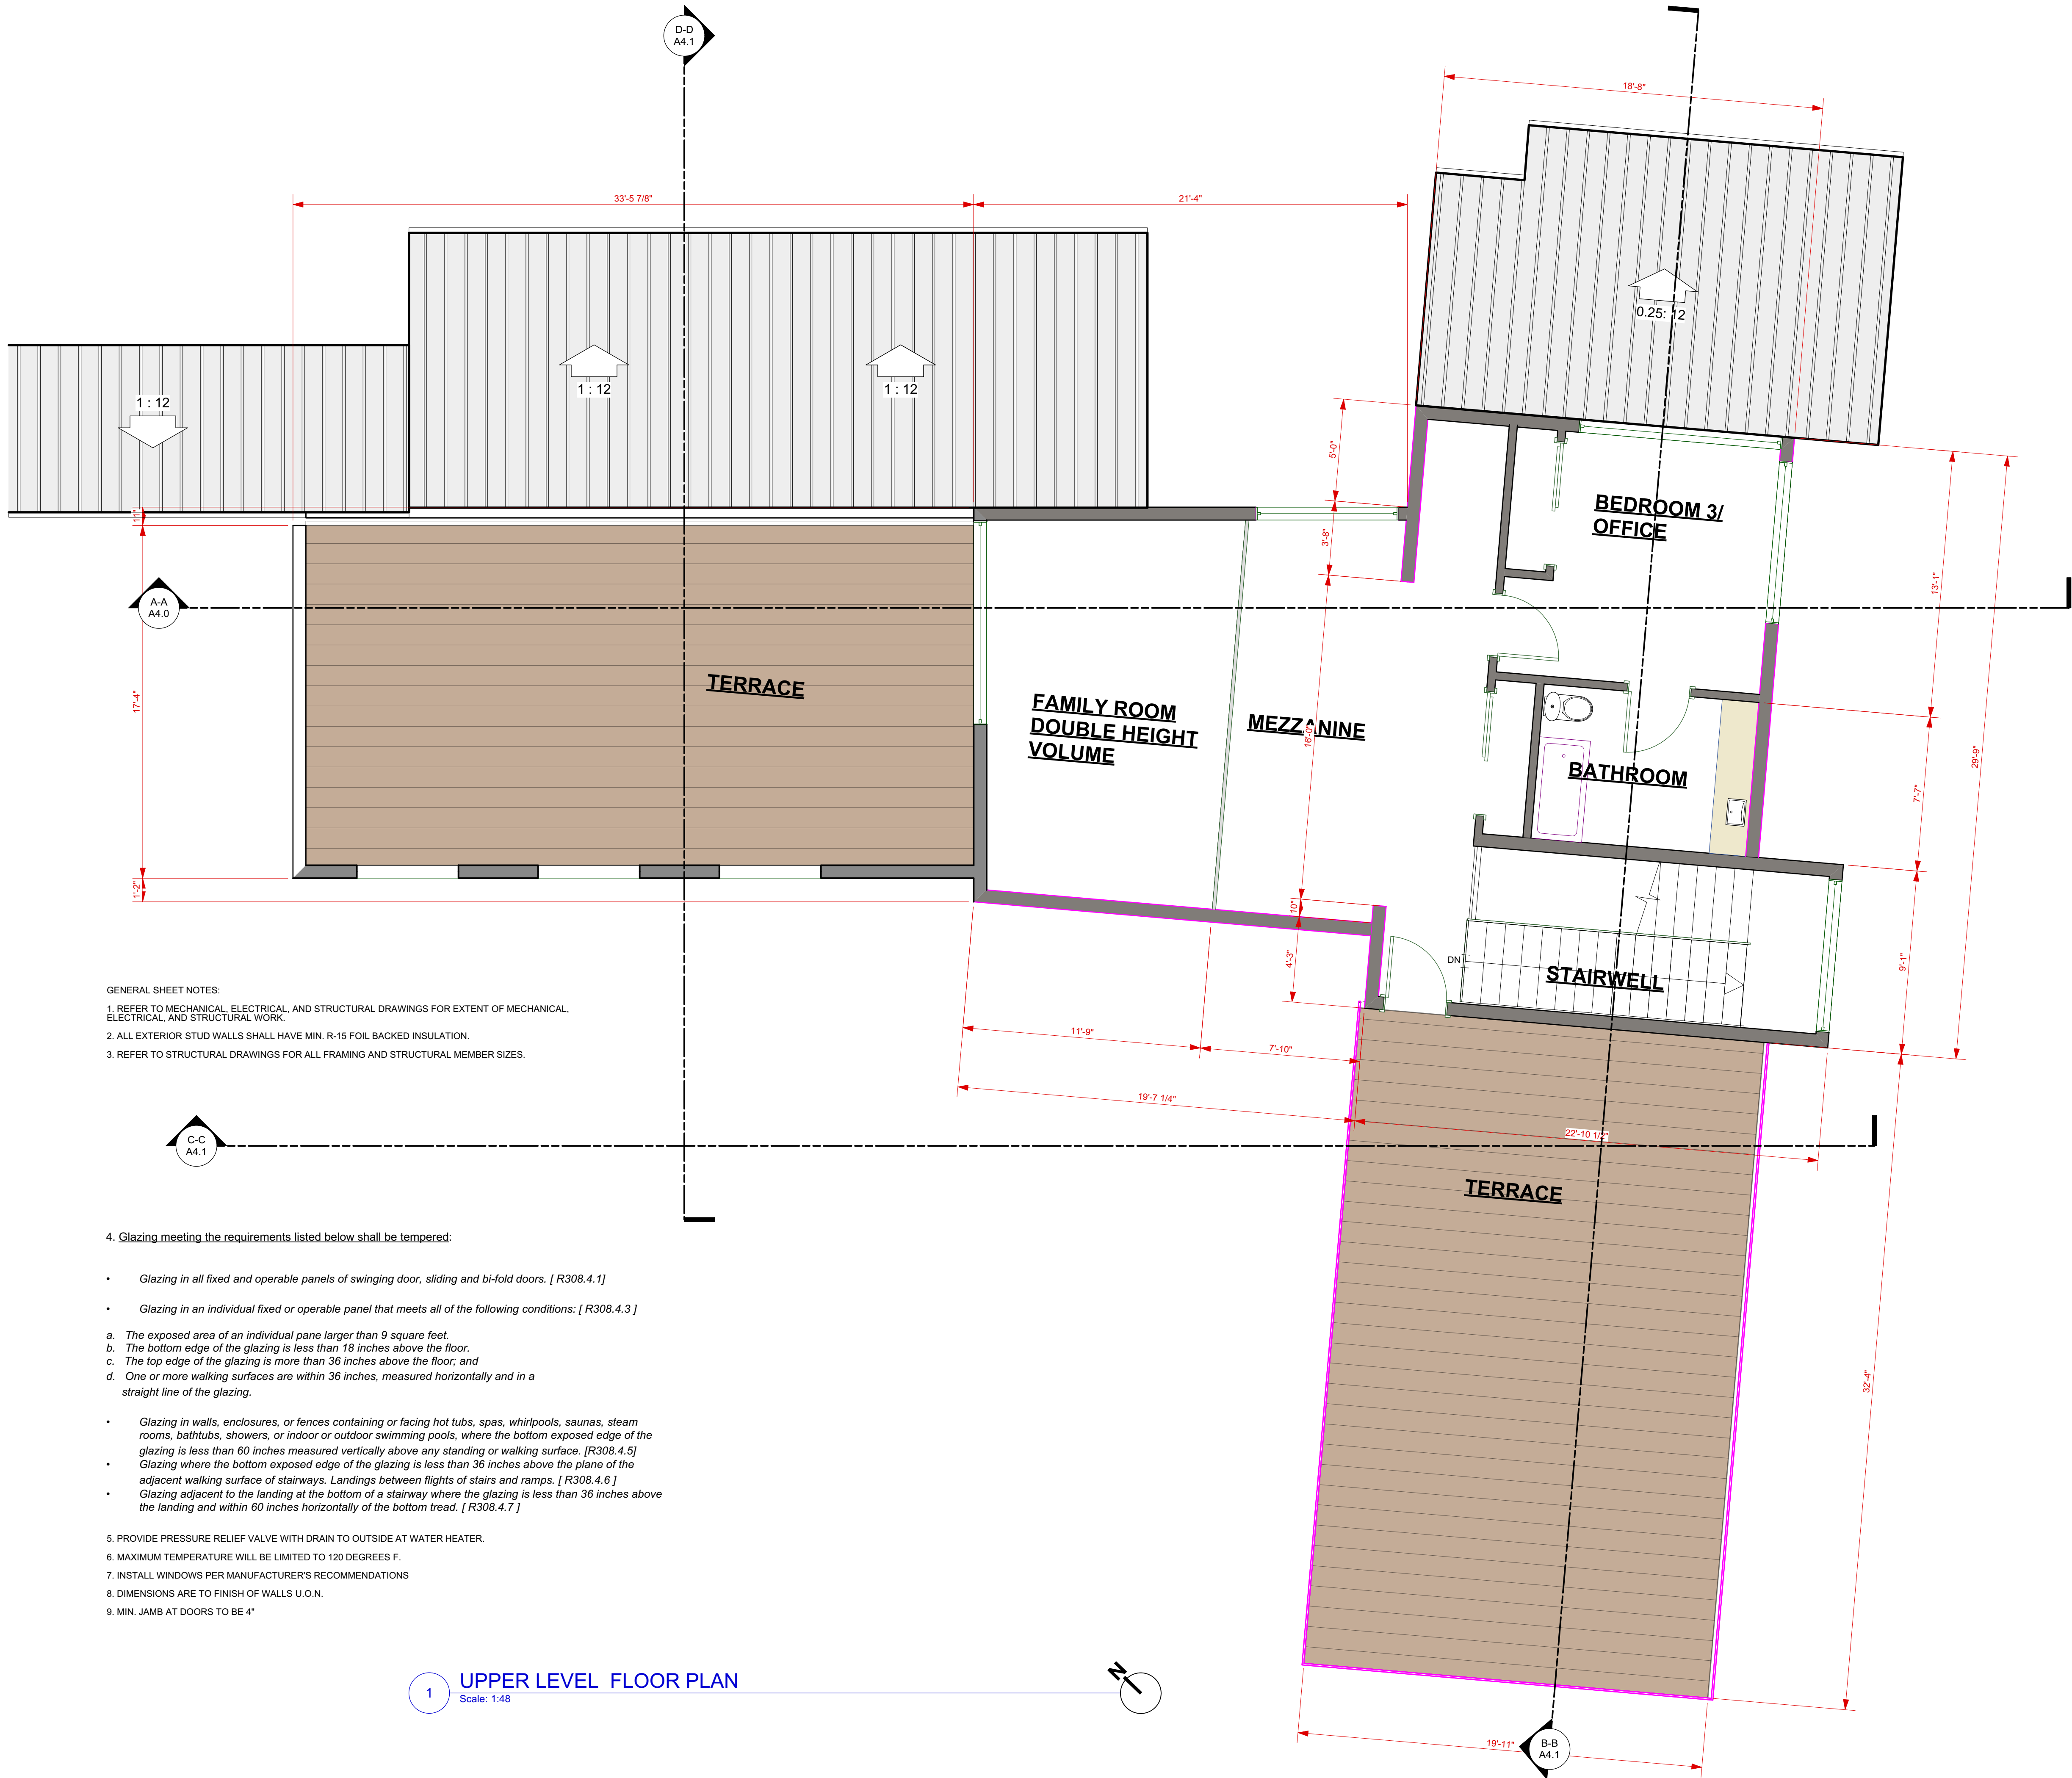 D-D
A4.1
18'-8"
33'-5 7/8"
21'-4"
0.25: 12
1 : 12
1 : 12
1 : 12
5'-0"
11"
3'-8"
BEDROOM 3/
OFFICE
13'-1"
A-A
A4.0
17'-4"
TERRACE
FAMILY ROOM
DOUBLE HEIGHT
VOLUME
MEZZANINE
16'-0"
BATHROOM
29'-9"
7'-7"
1'-2"
10"
4'-3"
DN
STAIRWELL
9'-1"
GENERAL SHEET NOTES:
1. REFER TO MECHANICAL, ELECTRICAL, AND STRUCTURAL DRAWINGS FOR EXTENT OF MECHANICAL,
ELECTRICAL, AND STRUCTURAL WORK.
2. ALL EXTERIOR STUD WALLS SHALL HAVE MIN. R-15 FOIL BACKED INSULATION.
3. REFER TO STRUCTURAL DRAWINGS FOR ALL FRAMING AND STRUCTURAL MEMBER SIZES.
11'-9"
7'-10"
19'-7 1/4"
22'-10 1/2"
C-C
A4.1
TERRACE
4. Glazing meeting the requirements listed below shall be tempered:
• Glazing in all fixed and operable panels of swinging door, sliding and bi-fold doors. [ R308.4.1]
• Glazing in an individual fixed or operable panel that meets all of the following conditions: [ R308.4.3 ]
a. The exposed area of an individual pane larger than 9 square feet.
b. The bottom edge of the glazing is less than 18 inches above the floor.
c. The top edge of the glazing is more than 36 inches above the floor; and
d. One or more walking surfaces are within 36 inches, measured horizontally and in a
straight line of the glazing.
• Glazing in walls, enclosures, or fences containing or facing hot tubs, spas, whirlpools, saunas, steam
rooms, bathtubs, showers, or indoor or outdoor swimming pools, where the bottom exposed edge of the
glazing is less than 60 inches measured vertically above any standing or walking surface. [R308.4.5]
• Glazing where the bottom exposed edge of the glazing is less than 36 inches above the plane of the
adjacent walking surface of stairways. Landings between flights of stairs and ramps. [ R308.4.6 ]
• Glazing adjacent to the landing at the bottom of a stairway where the glazing is less than 36 inches above
the landing and within 60 inches horizontally of the bottom tread. [ R308.4.7 ]
32'-4"
5. PROVIDE PRESSURE RELIEF VALVE WITH DRAIN TO OUTSIDE AT WATER HEATER.
6. MAXIMUM TEMPERATURE WILL BE LIMITED TO 120 DEGREES F.
7. INSTALL WINDOWS PER MANUFACTURER'S RECOMMENDATIONS
8. DIMENSIONS ARE TO FINISH OF WALLS U.O.N.
9. MIN. JAMB AT DOORS TO BE 4"
1
UPPER LEVEL FLOOR PLAN
Scale: 1:48
N
19'-11"
B-B
A4.1